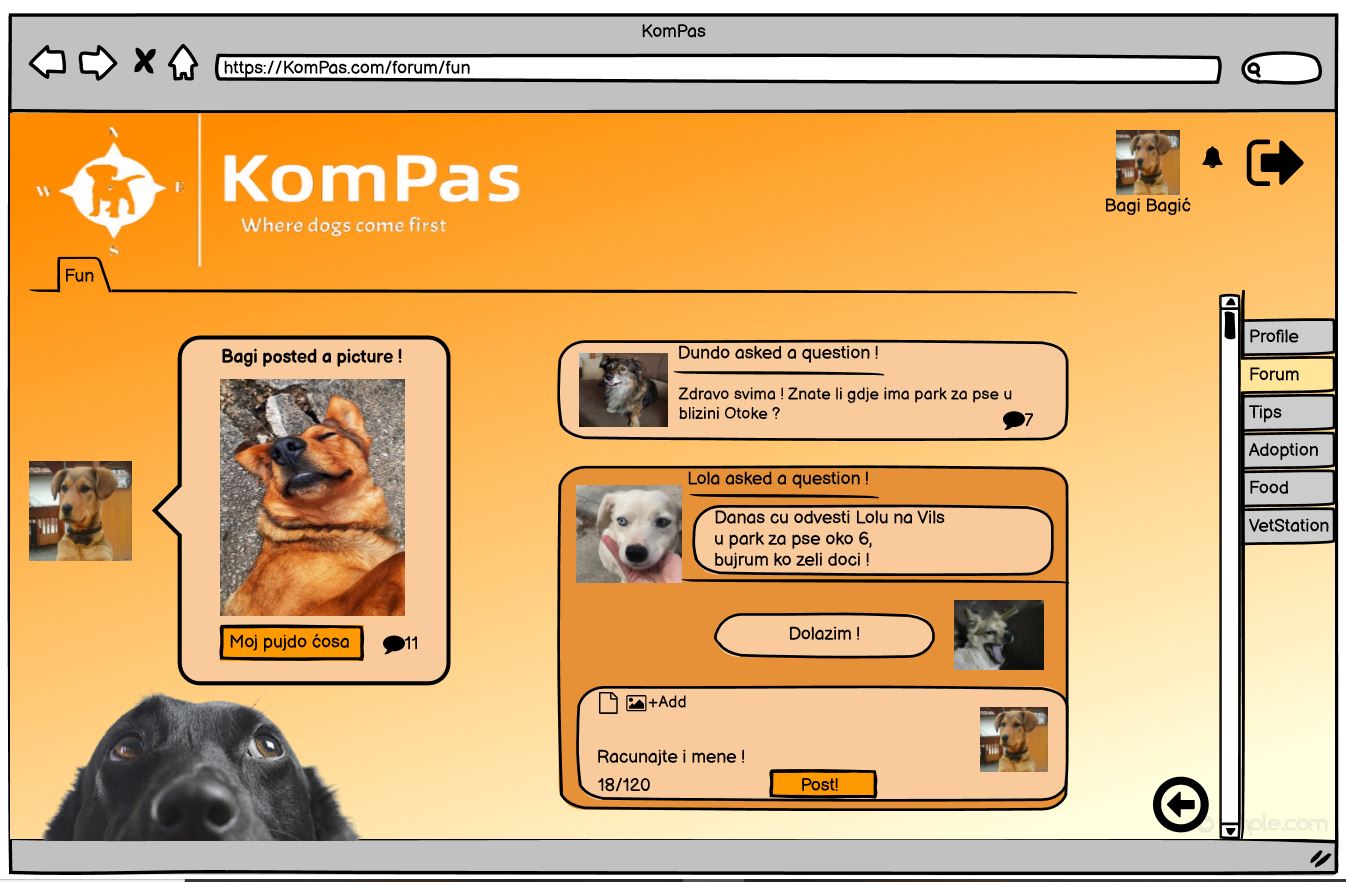 KomPas
https://KomPas.com/forum/fun
N
W
E
S
KomPas
Where dogs come first
Bagi Bagić
Fun
Profile
Forum
Tips
Adoption
Food
VetStation
Bagi posted a picture !
Moj pujdo ćosa
11
Dundo asked a question !
Zdravo svima ! Znate li gdje ima park za pse u
blizini Otoke ?
7
Lola asked a question !
Danas cu odvesti Lolu na Vils
u park za pse oko 6,
bujrum ko zeli doci !
Dolazim !
+Add
Racunajte i mene !
18/120
Post!